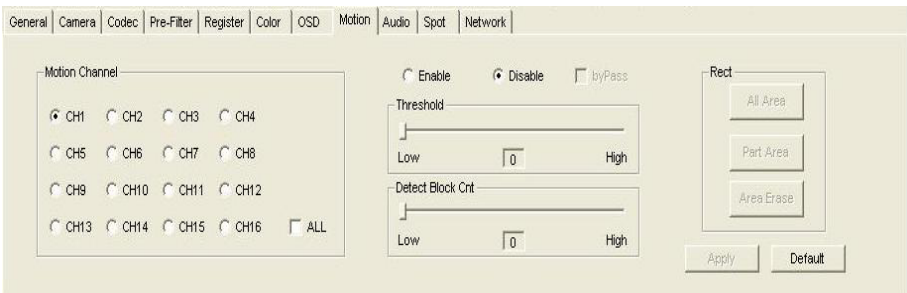 General Camera Codec Pre-Filter Register Color OSD Motion Audio Spot Network
Motion Channel
CH1 CH2 CH3 CH4
CH5 CH6 CH7 CH8
CH9 CH10 CH11 CH12
CH13 CH14 CH15 CH16 ALL
Enable Disable byPass
Threshold
Low 0 High
Detect Block Cnt
Low 0 High
Rect
All Area
Part Area
Area Erase
Apply Default